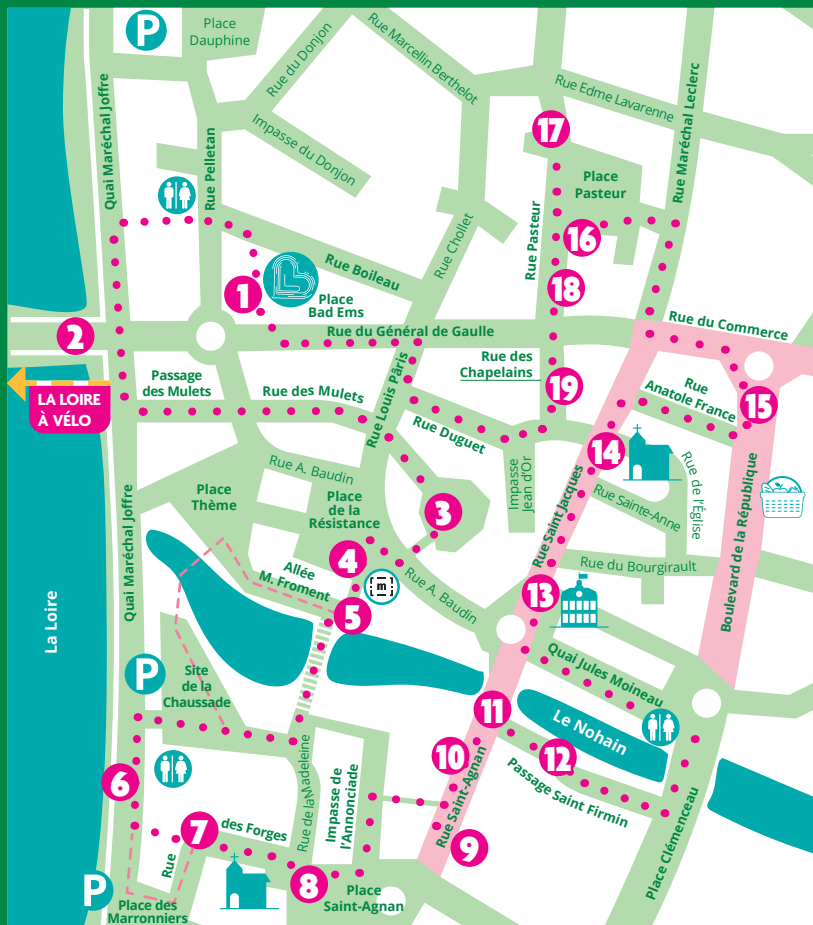 P
Place
Dauphine
Rue du Donjon
Rue Marcellin Berthelot
Rue Edme Lavarenne
Rue Maréchal Leclerc
Quai Maréchal Joffre
Rue Pelletan
Impasse du Donjon
17
Place
Pasteur
Rue Pasteur
16
Rue Chollet
Rue Boileau
1
Place
Bad Ems
18
2
Rue du Général de Gaulle
Rue du Commerce
Rue des
Chapelains
19
LA LOIRE
À VÉLO
Passage
des Mulets
Rue des Mulets
Rue Louis Pâris
Rue Duguet
Rue
Anatole France
15
14
Impasse
Jean d'Or
Rue Saint Jacques
Rue Sainte-Anne
Rue de l'Église
Boulevard de la République
Rue A. Baudin
Place
Thème
Place
de la
Résistance
3
4
[m]
Allée
M. Froment
5
Rue A. Baudin
Rue du Bourgirault
13
Quai Maréchal Joffre
La Loire
Quai Jules Moineau
P
Site
de la
Chaussade
11
Le Nohain
12
10
Passage Saint Firmin
6
Rue de la Madeleine
Impasse de
l'Annonciade
Rue Saint-Agnan
9
7
Rue
des Forges
8
Place
Saint-Agnan
Place Clémenceau
P
Place des
Marronniers